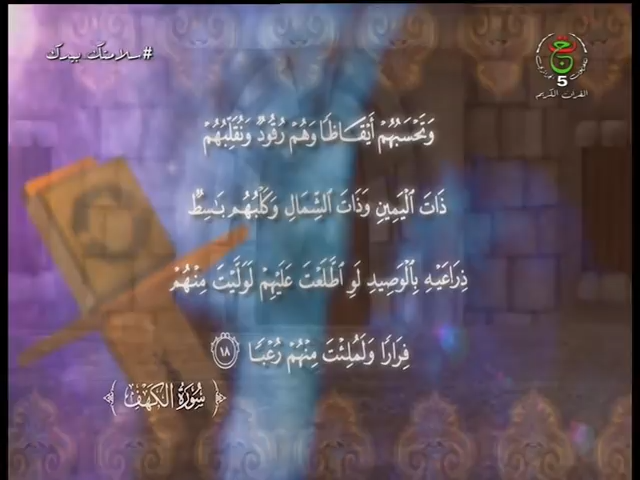 #سلامتك بيدك
5
القرآن الكريم
وَتَحْسَبُهُمْ أَيْقَاظًا وَهُمْ رُقُودٌ وَنُقَلِّبُهُمْ
ذَاتَ الْيَمِينِ وَذَاتَ الشِّمَالِ وَكَلْبُهُم بَاسِطٌ
ذِرَاعَيْهِ بِالْوَصِيدِ لَوِ اطَّلَعْتَ عَلَيْهِمْ لَوَلَّيْتَ مِنْهُمْ
فِرَارًا وَلَمُلِئْتَ مِنْهُمْ رُعْبًا ١٨
سُورَةُ الكَهْفِ